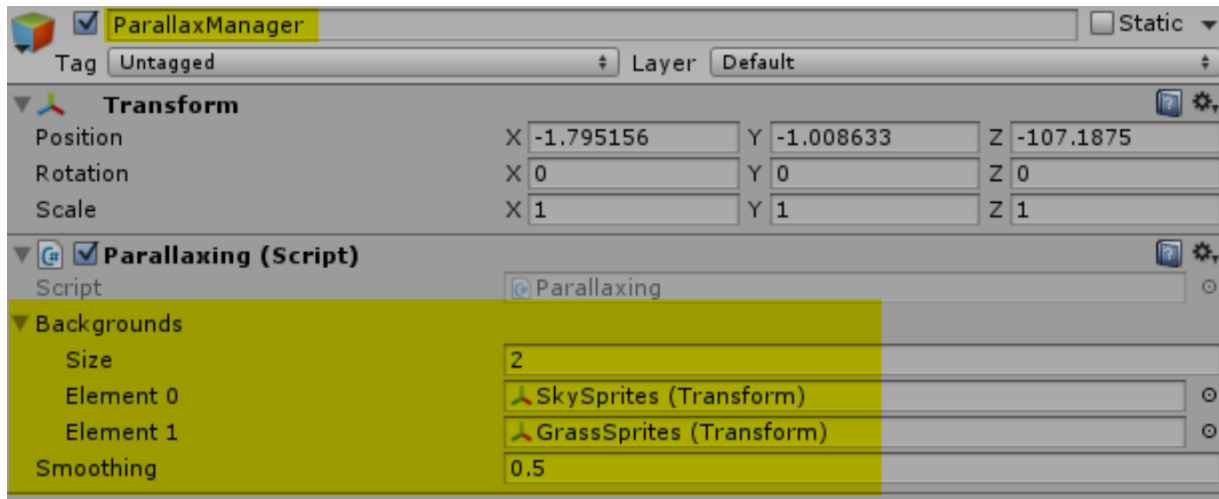 ParallaxManager Static
Tag Untagged Layer Default
Transform
Position X -1.795156 Y -1.008633 Z -107.1875
Rotation X 0 Y 0 Z 0
Scale X 1 Y 1 Z 1
Parallaxing (Script)
Script Parallaxing
Backgrounds
Size 2
Element 0 SkySprites (Transform)
Element 1 GrassSprites (Transform)
Smoothing 0.5